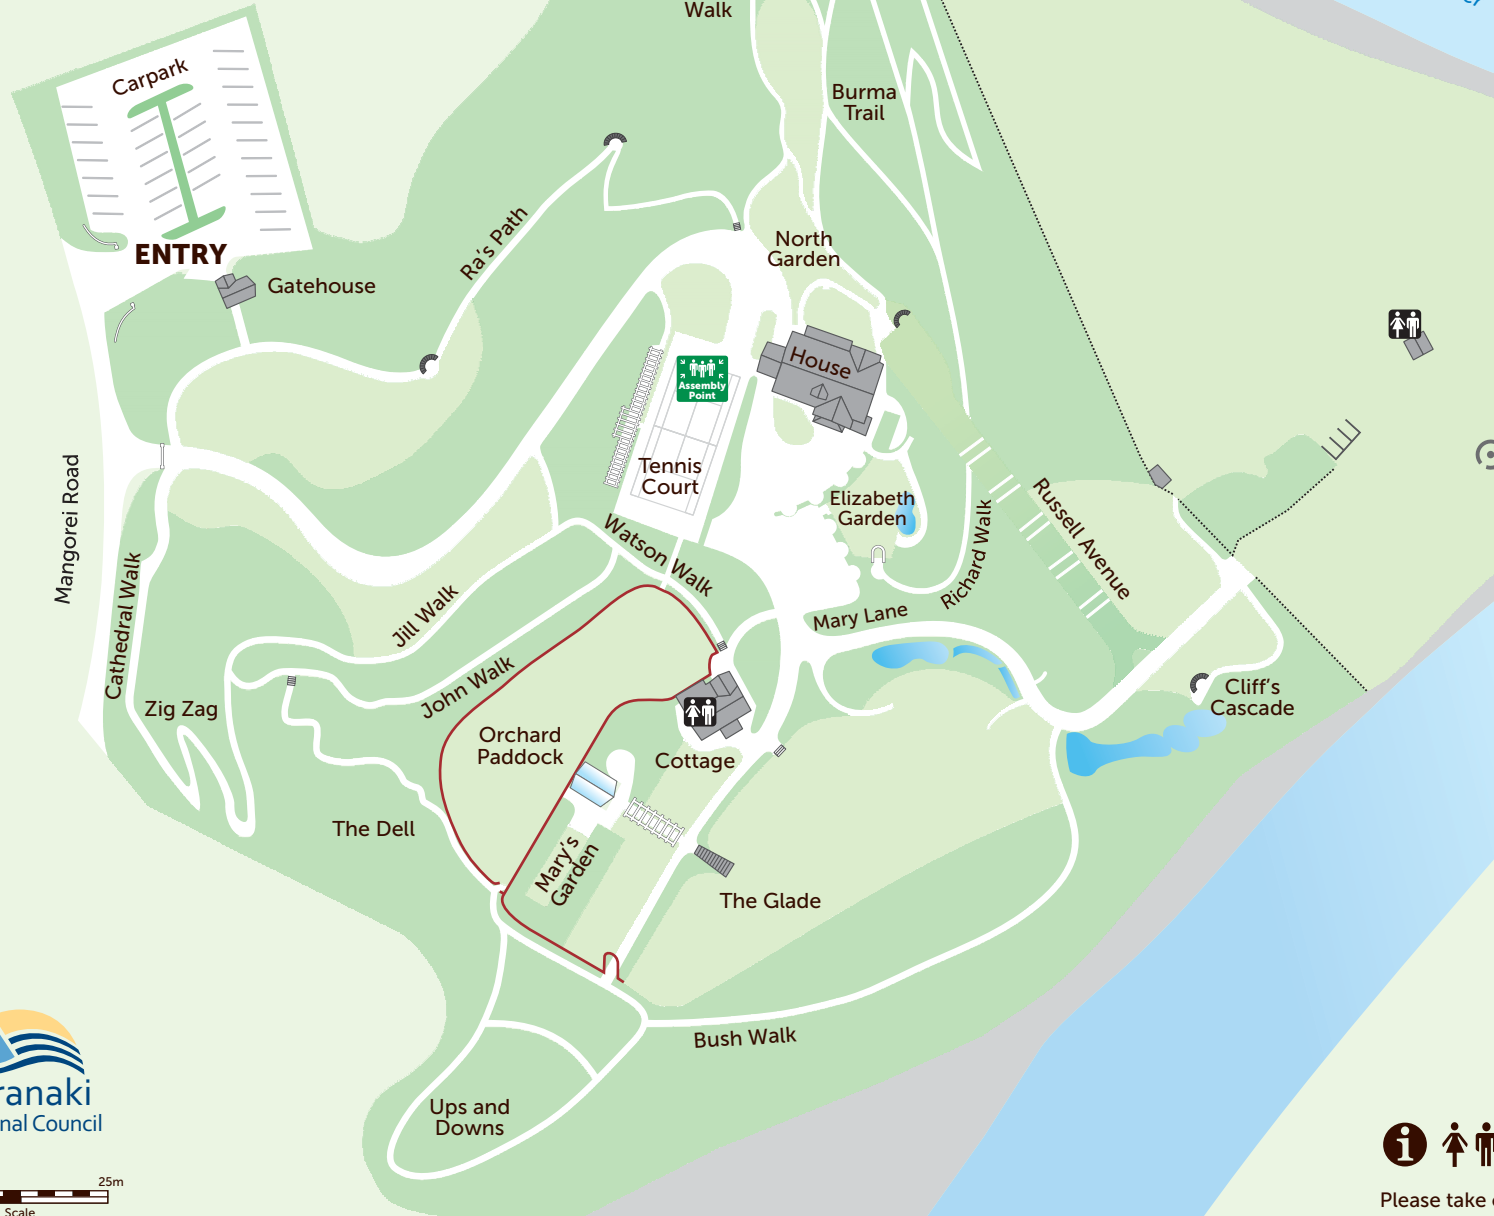 Walk
Carpark
Burma
Trail
ENTRY
Gatehouse
Ra's Path
North
Garden
House
Assembly
Point
Tennis
Court
Elizabeth
Garden
Mangorei Road
Watson Walk
Richard Walk
Russell Avenue
Cathedral Walk
Jill Walk
Mary Lane
John Walk
Zig Zag
Cliff's
Cascade
Orchard
Paddock
Cottage
The Dell
Mary's
Garden
The Glade
Bush Walk
ranaki
nal Council
Ups and
Downs
25m
Scale
i
Please take